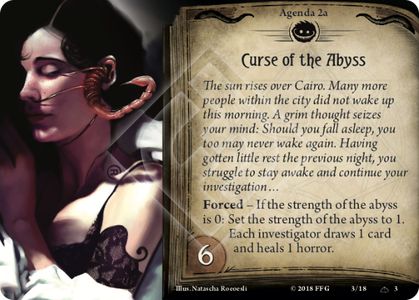 Agenda 2a
Curse of the Abyss
The sun rises over Cairo. Many more
people within the city did not wake up
this morning. A grim thought seizes
your mind: Should you fall asleep, you
too may never wake again. Having
gotten little rest the previous night, you
struggle to stay awake and continue your
investigation…
Forced – If the strength of the abyss
is 0: Set the strength of the abyss to 1.
Each investigator draws 1 card
and heals 1 horror.
6
Illus. Natascha Roeoesli © 2018 FFG 3/18 3